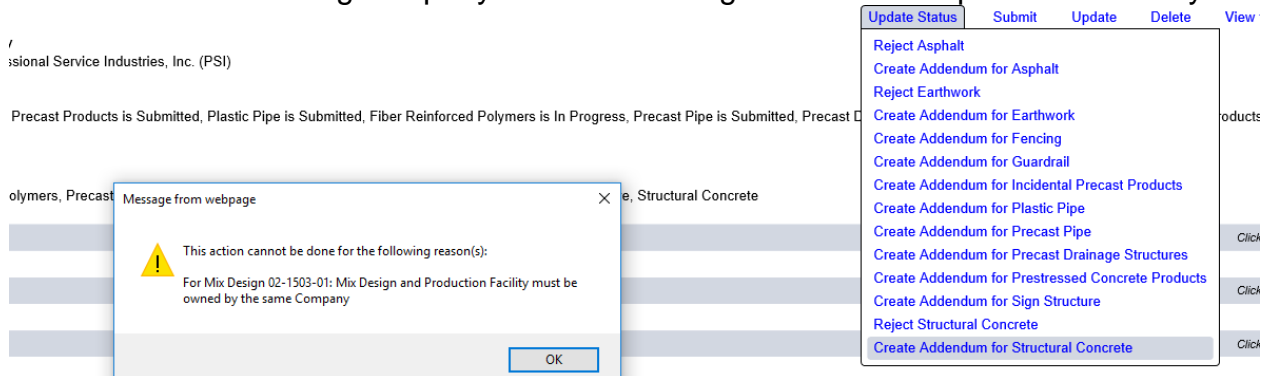 Update Status Submit Update Delete View
ssional Service Industries, Inc. (PSI)
Reject Asphalt
Create Addendum for Asphalt
Reject Earthwork
Precast Products is Submitted, Plastic Pipe is Submitted, Fiber Reinforced Polymers is In Progress, Precast Pipe is Submitted, Precast D
Create Addendum for Earthwork
roducts
Create Addendum for Fencing
Create Addendum for Guardrail
Create Addendum for Incidental Precast Products
olymers, Precast
e, Structural Concrete
Create Addendum for Plastic Pipe
Create Addendum for Precast Pipe
Click
Create Addendum for Precast Drainage Structures
Create Addendum for Prestressed Concrete Products
Click
Create Addendum for Sign Structure
Reject Structural Concrete
Create Addendum for Structural Concrete
Click
Message from webpage
This action cannot be done for the following reason(s):
For Mix Design 02-1503-01: Mix Design and Production Facility must be
owned by the same Company
OK